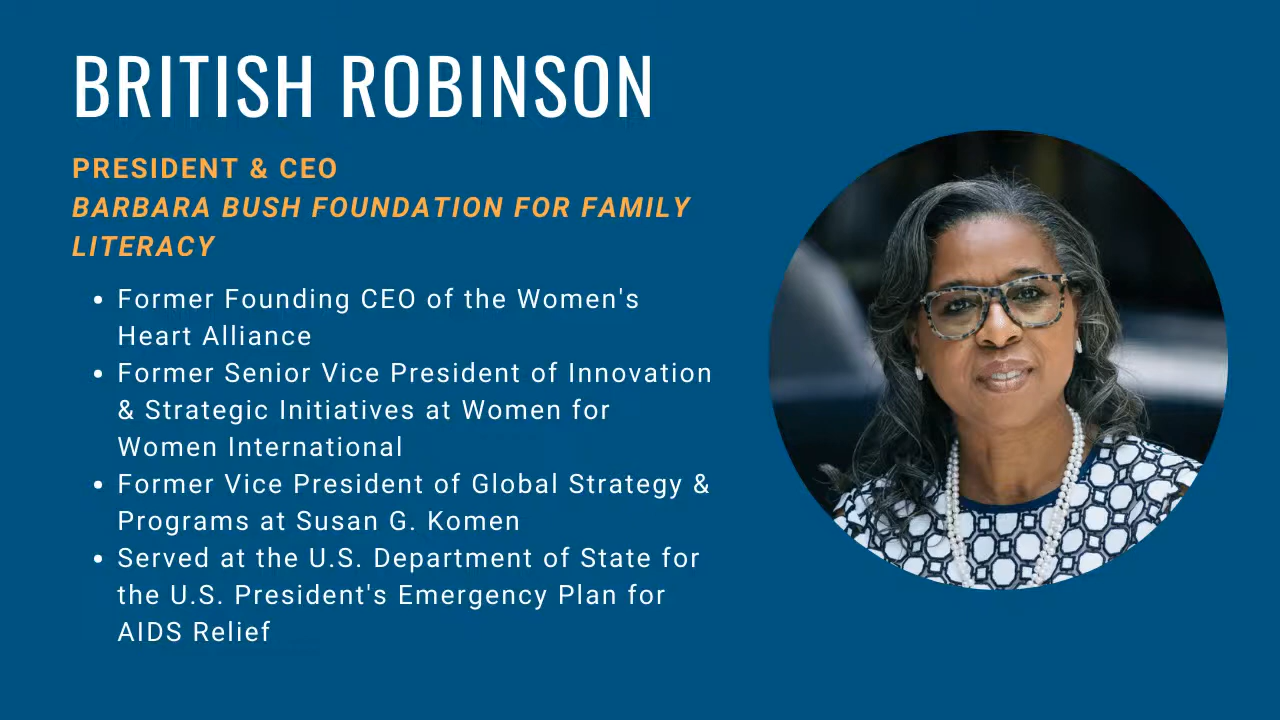 BRITISH ROBINSON
PRESIDENT & CEO
BARBARA BUSH FOUNDATION FOR FAMILY
LITERACY
• Former Founding CEO of the Women's
Heart Alliance
• Former Senior Vice President of Innovation
& Strategic Initiatives at Women for
Women International
• Former Vice President of Global Strategy &
Programs at Susan G. Komen
• Served at the U.S. Department of State for
the U.S. President's Emergency Plan for
AIDS Relief